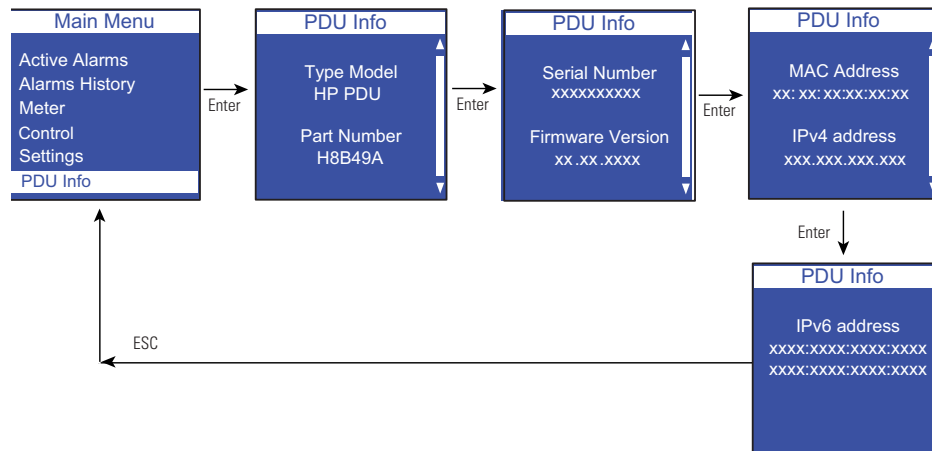 Main Menu
Active Alarms
Alarms History
Meter
Control
Settings
PDU Info
Enter
PDU Info
Type Model
HP PDU
Part Number
H8B49A
Enter
PDU Info
Serial Number
xxxxxxxxxx
Firmware Version
xx.xx.xxxx
Enter
PDU Info
MAC Address
xx: xx: xx:xx:xx:xx
IPv4 address
xxx.xxx.xxx.xxx
Enter
PDU Info
IPv6 address
xxxx:xxxx:xxxx:xxxx
xxxx:xxxx:xxxx:xxxx
ESC